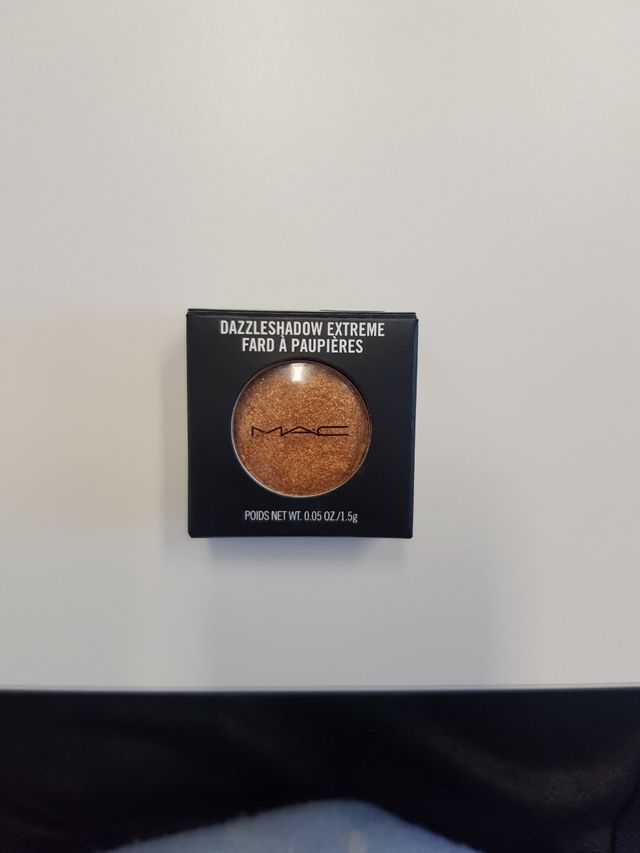 DAZZLESHADOW EXTREME
FARD À PAUPIÈRES
MAC
POIDS NET WT. 0.05 OZ./1.5g